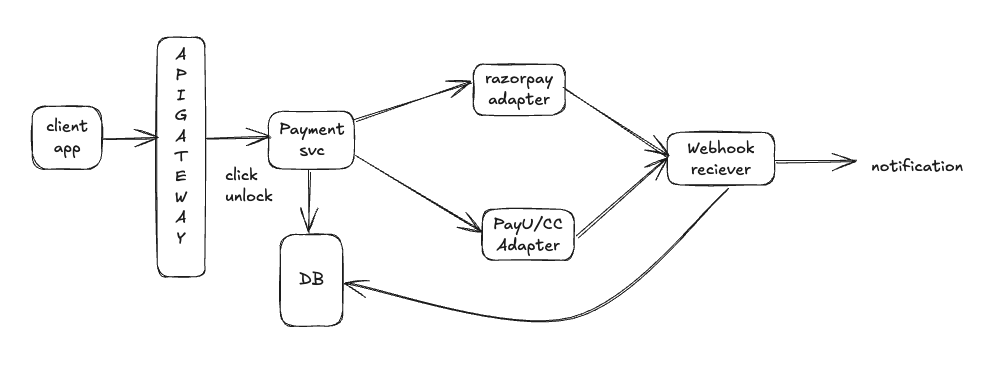 client
app
A
P
I
G
A
T
E
W
A
Y
Payment
svc
click
unlock
DB
razorpay
adapter
PayU/CC
Adapter
Webhook
reciever
notification